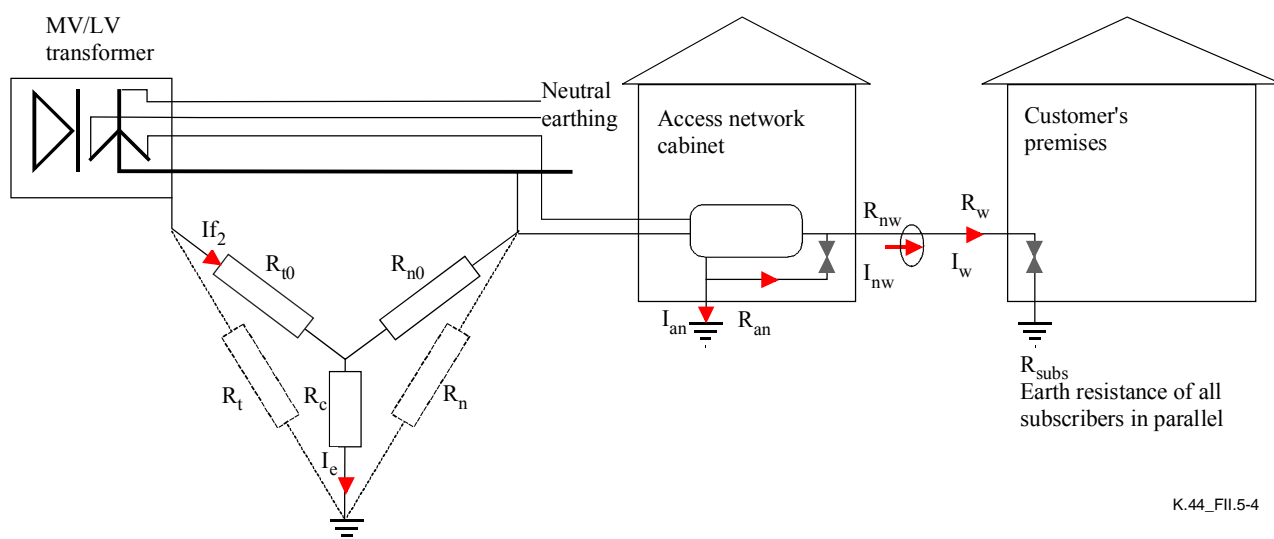 MV/LV
transformer
Neutral
earthing
Access network
cabinet
Customer's
premises
If2
Rt0
Rn0
Rnw
Rw
Inw
Iw
Ian
Ran
Rt
Rc
Rn
Ie
Rsubs
Earth resistance of all
subscribers in parallel
K.44_FII.5-4